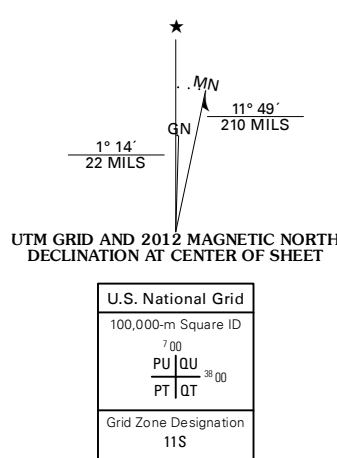 ★
MN
GN
11° 49´
210 MILS
1° 14´
22 MILS
UTM GRID AND 2012 MAGNETIC NORTH
DECLINATION AT CENTER OF SHEET
U.S. National Grid
100,000-m Square ID
7 00
PU QU
38 00
PT QT
Grid Zone Designation
11S